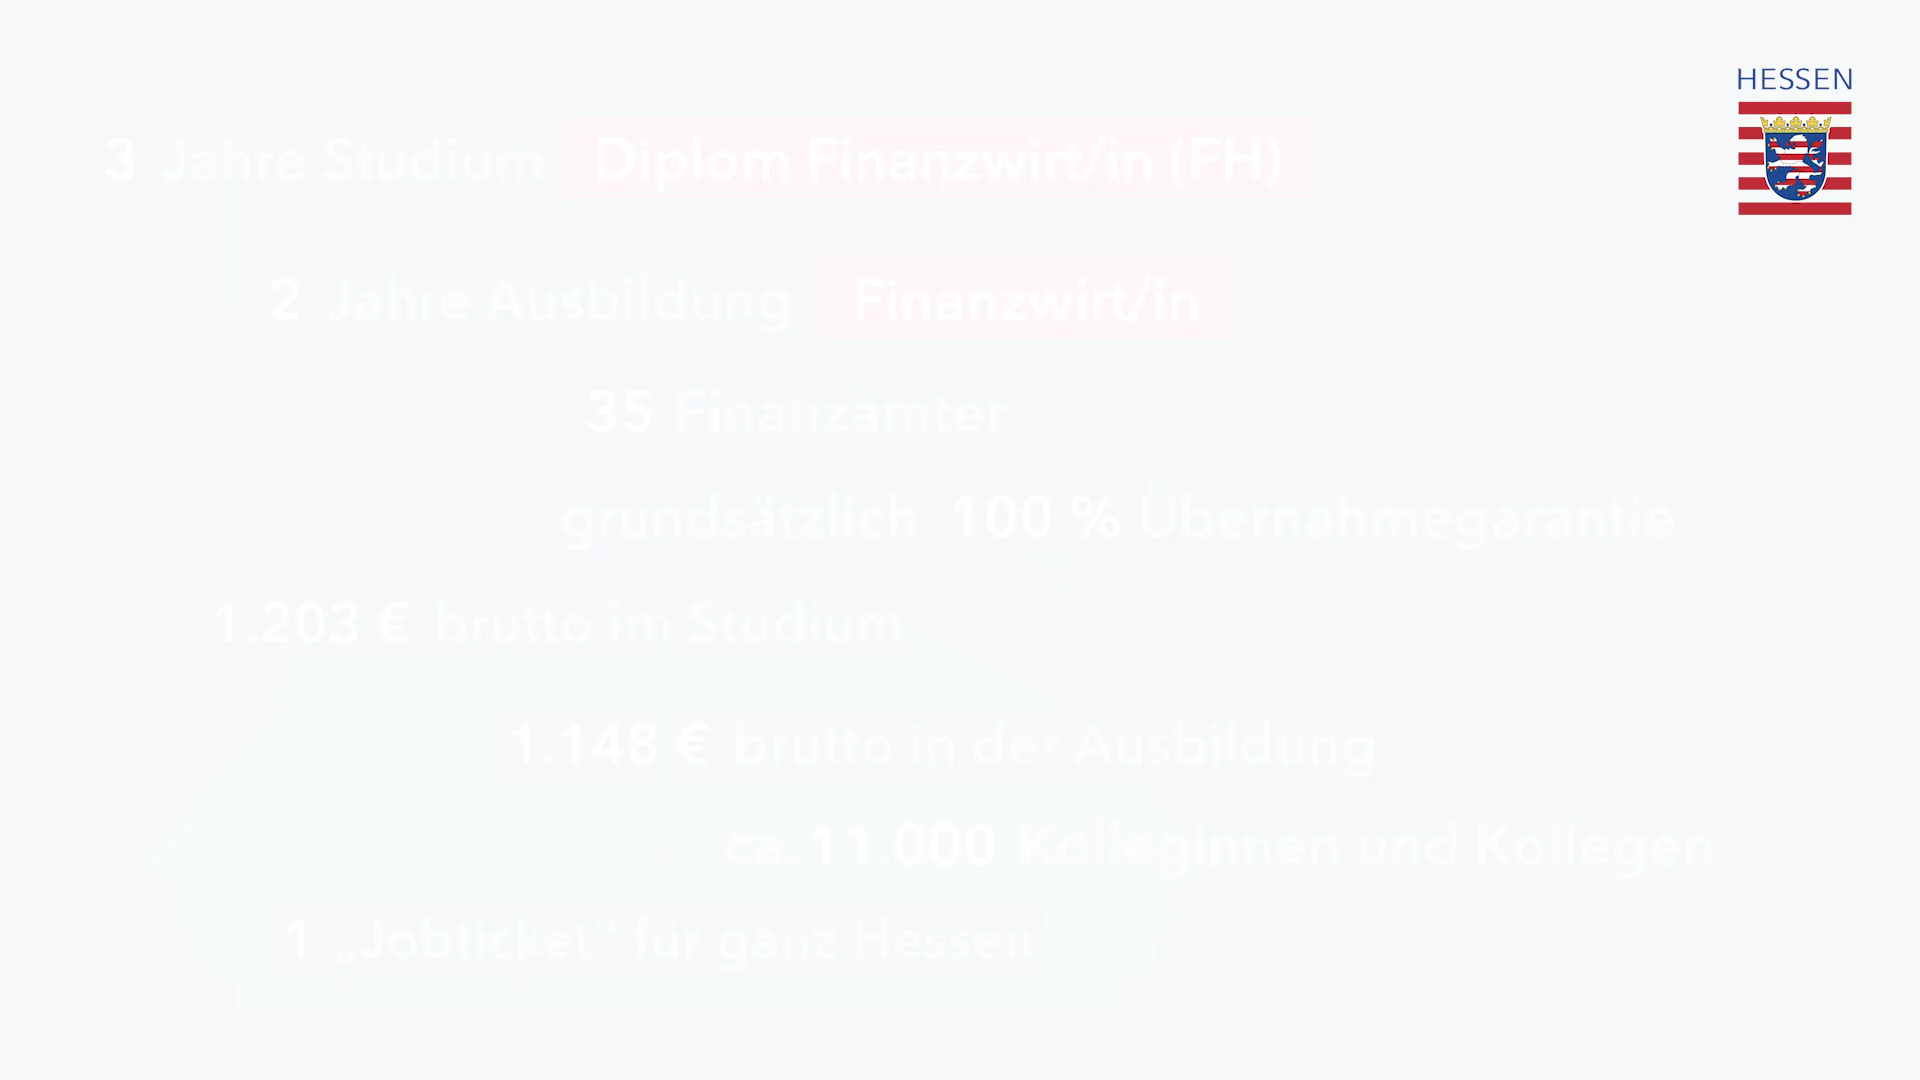 HESSEN
3 Jahre Studium Diplom Finanzwirt/in (FH)
2 Jahre Ausbildung Finanzwirt/in
35 Finanzämter
grundsätzlich 100 % Übernahmegarantie
1.203 € brutto im Studium
1.148 € brutto in der Ausbildung
ca. 11.000 Kolleginnen und Kollegen
1 „Jobticket“ für ganz Hessen